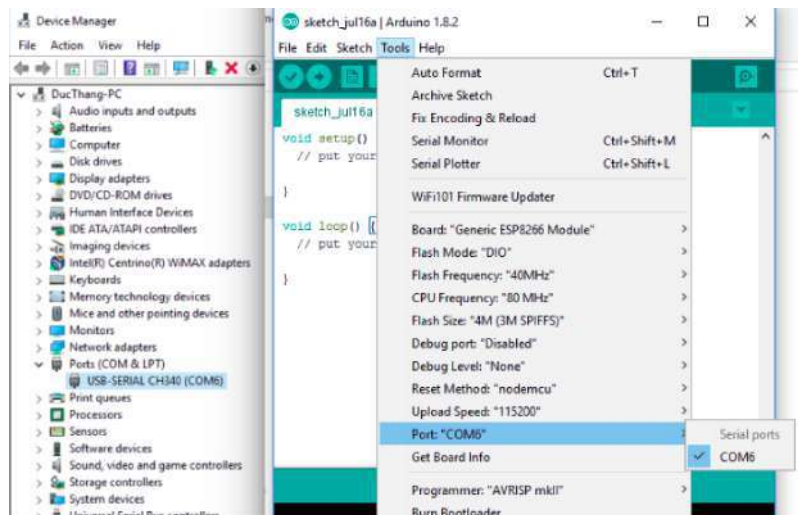 Device Manager
File Action View Help
DucThang-PC
Audio inputs and outputs
Batteries
Computer
Disk drives
Display adapters
DVD/CD-ROM drives
Human Interface Devices
IDE ATA/ATAPI controllers
Imaging devices
Intel(R) Centrino(R) WiMAX adapters
Keyboards
Memory technology devices
Mice and other pointing devices
Monitors
Network adapters
Ports (COM & LPT)
USB-SERIAL CH340 (COM6)
Print queues
Processors
Sensors
Software devices
Sound, video and game controllers
Storage controllers
System devices
Universal Serial Bus controllers
sketch_jul16a | Arduino 1.8.2
File Edit Sketch Tools Help
sketch_jul16a
void setup()
// put your
}
void loop() {
// put your
}
Auto Format Ctrl+T
Archive Sketch
Fix Encoding & Reload
Serial Monitor Ctrl+Shift+M
Serial Plotter Ctrl+Shift+L
WiFi101 Firmware Updater
Board: "Generic ESP8266 Module"
Flash Mode: "DIO"
Flash Frequency: "40MHz"
CPU Frequency: "80 MHz"
Flash Size: "4M (3M SPIFFS)"
Debug port: "Disabled"
Debug Level: "None"
Reset Method: "nodemcu"
Upload Speed: "115200"
Port: "COM6"
Get Board Info
Programmer: "AVRISP mkII"
Burn Bootloader
Serial ports
COM6